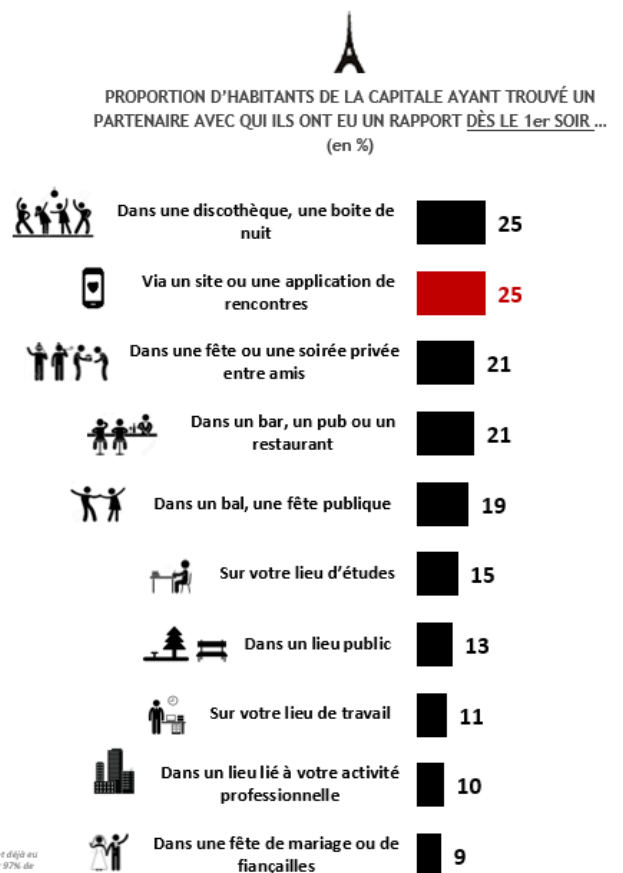 PROPORTION D'HABITANTS DE LA CAPITALE AYANT TROUVÉ UN
PARTENAIRE AVEC QUI ILS ONT EU UN RAPPORT DÈS LE 1er SOIR ...
(en %)
Dans une discothèque, une boite de
nuit
25
Via un site ou une application de
rencontres
25
Dans une fête ou une soirée privée
entre amis
21
Dans un bar, un pub ou un
restaurant
21
Dans un bal, une fête publique
19
Sur votre lieu d'études
15
Dans un lieu public
13
Sur votre lieu de travail
11
Dans un lieu lié à votre activité
professionnelle
10
Dans une fête de mariage ou de
fiançailles
9
t déjà eu
97% de